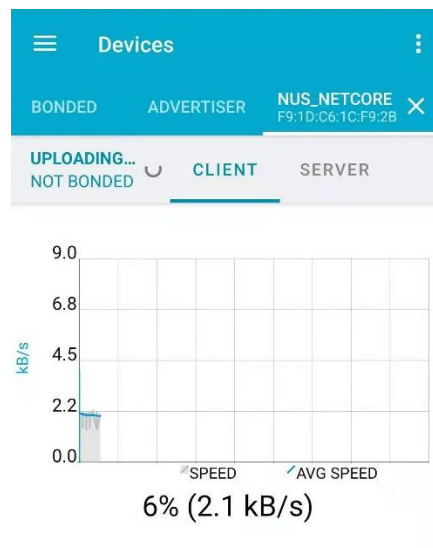 Devices
BONDED ADVERTISER NUS_NETCORE
F9:1D:C6:1C:F9:2B
UPLOADING...
NOT BONDED
CLIENT SERVER
9.0
6.8
4.5
2.2
0.0
kB/s
SPEED AVG SPEED
6% (2.1 kB/s)